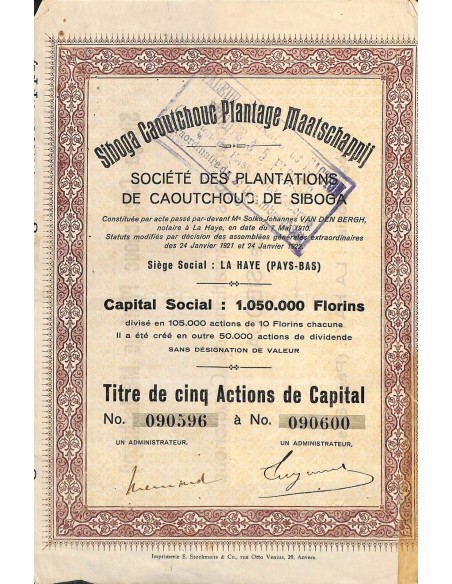 Siboga Caoutchouc Plantage Maatschappij
SOCIÉTÉ DES PLANTATIONS
DE CAOUTCHOUC DE SIBOGA
Constituée par acte passé par-devant Me Solko Johannes VAN DEN BERGH,
notaire à La Haye, en date du 4 Mai 1910.
Statuts modifiés par décision des assemblées générales extraordinaires
des 24 Janvier 1921 et 24 Janvier 1922.
Siège Social : LA HAYE (PAYS-BAS)
Capital Social : 1.050.000 Florins
divisé en 105.000 actions de 10 Florins chacune
Il a été créé en outre 50.000 actions de dividende
SANS DÉSIGNATION DE VALEUR
Titre de cinq Actions de Capital
No. 090596 à No. 090600
UN ADMINISTRATEUR, UN ADMINISTRATEUR,
Imprimerie E. Stockmans & Co., rue Otto Venius, 29, Anvers.